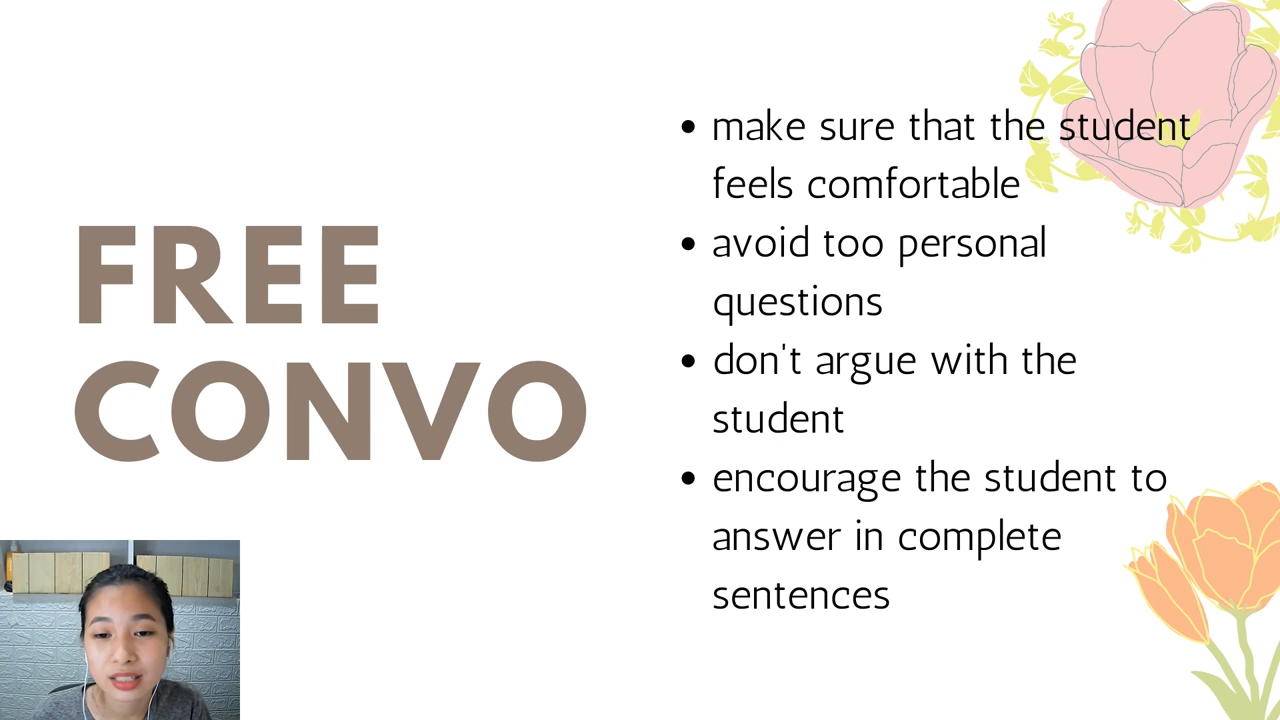 FREE
CONVO
• make sure that the student
feels comfortable
• avoid too personal
questions
• don't argue with the
student
• encourage the student to
answer in complete
sentences